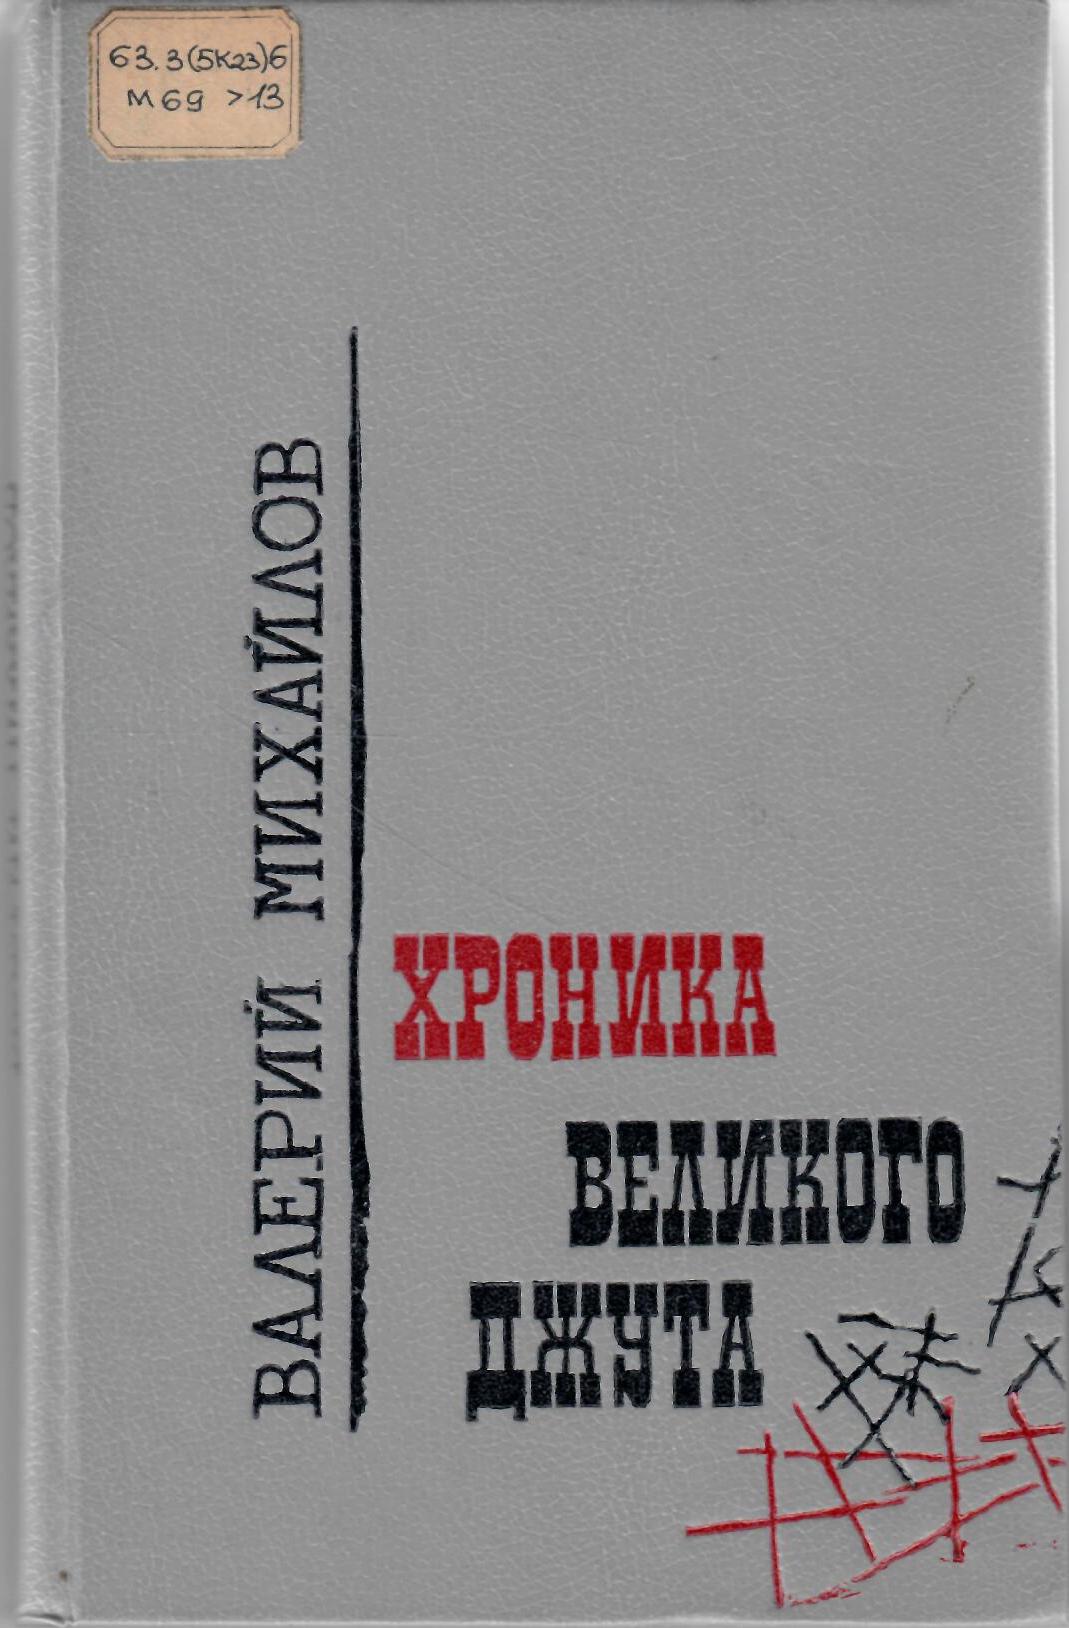 63.3(5К23)6
М69 >13
ВАЛЕРИЙ МИХАЙЛОВ
ХРОНИКА
ВЕЛИКОГО
ДЖУТА